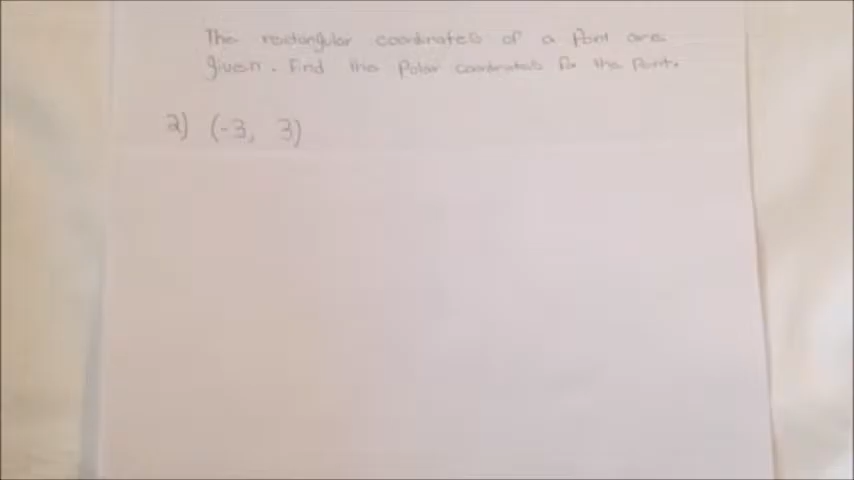 The rectangular coordinates of a Point are
given. Find the Polar coordinates for the Point.
2) (-3, 3)